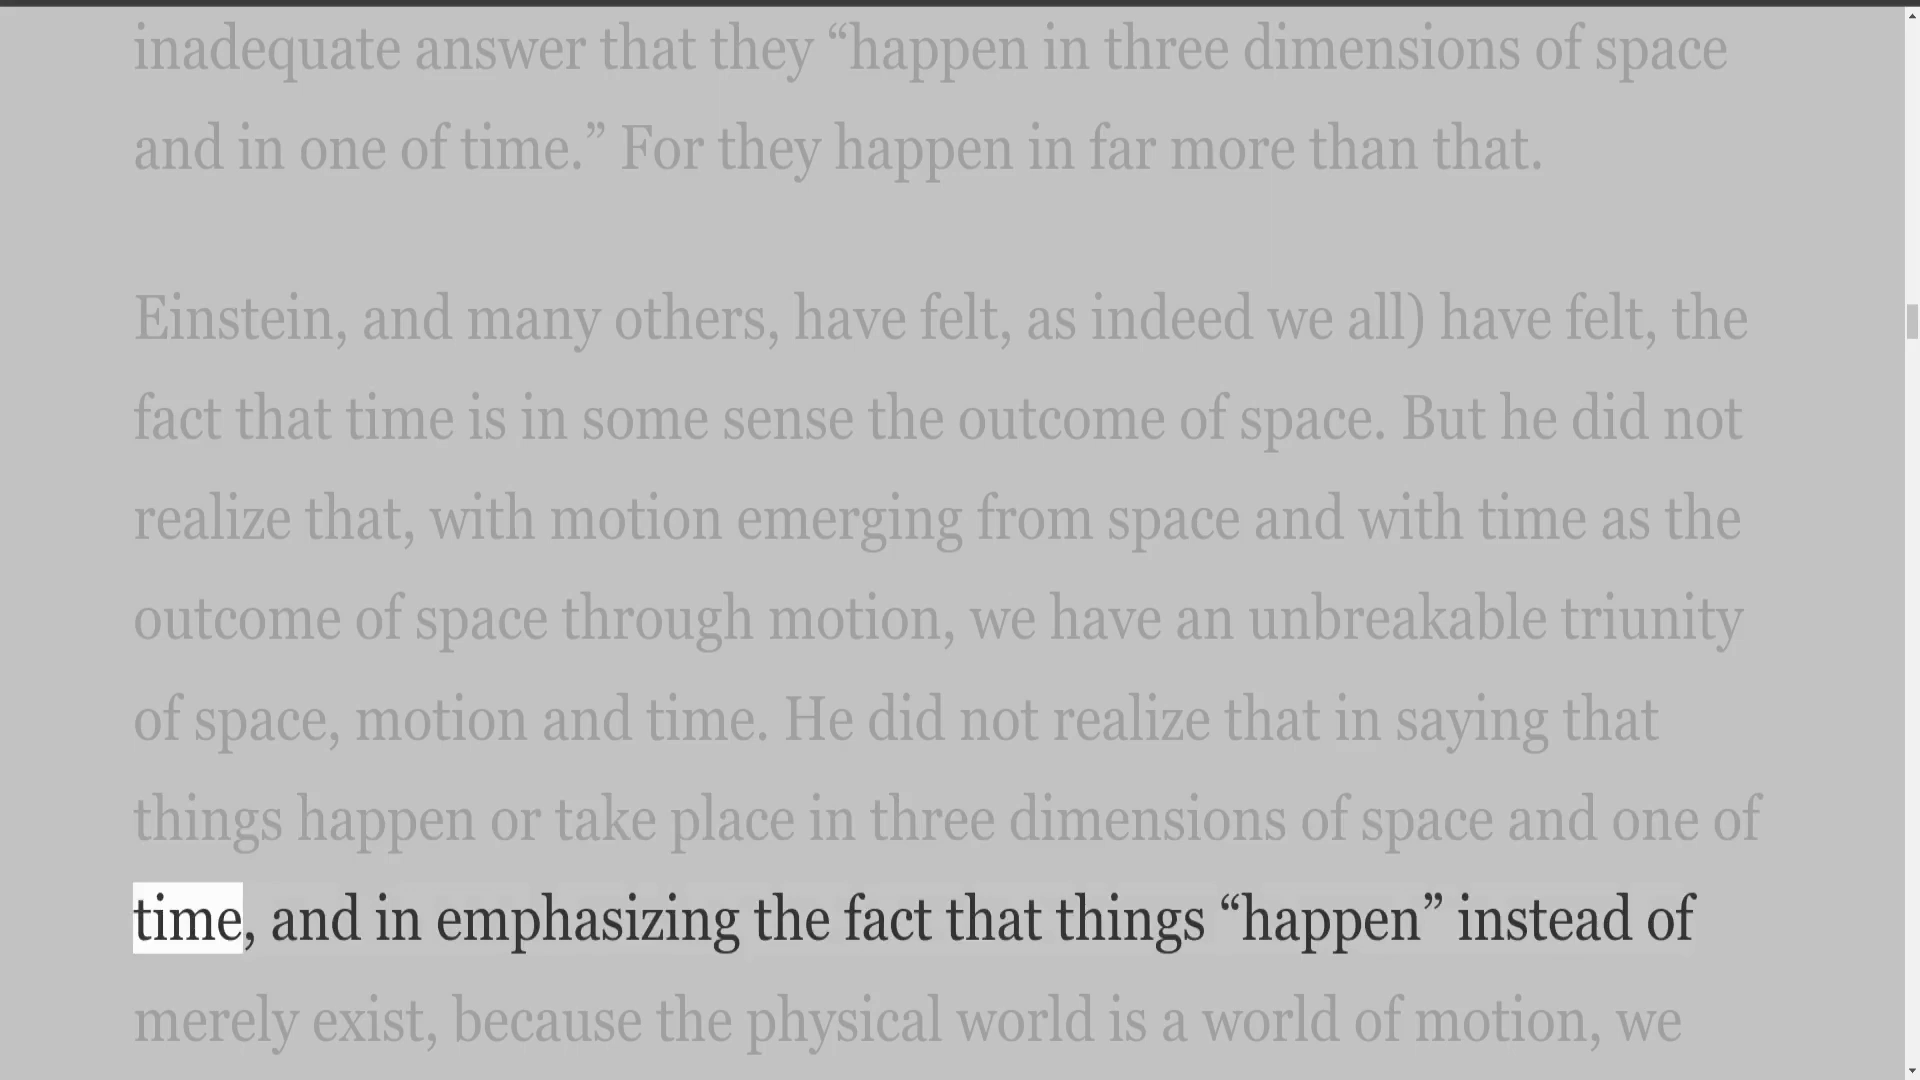 inadequate answer that they “happen in three dimensions of space
and in one of time.” For they happen in far more than that.
Einstein, and many others, have felt, as indeed we all) have felt, the
fact that time is in some sense the outcome of space. But he did not
realize that, with motion emerging from space and with time as the
outcome of space through motion, we have an unbreakable triunity
of space, motion and time. He did not realize that in saying that
things happen or take place in three dimensions of space and one of
time, and in emphasizing the fact that things “happen” instead of
merely exist, because the physical world is a world of motion, we